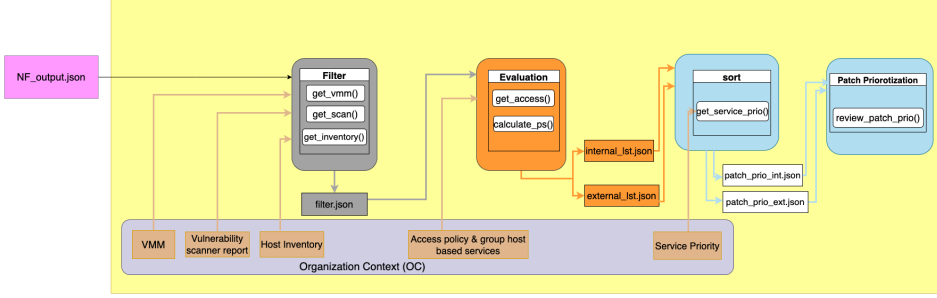 NF_output.json
Filter
get_vmm()
get_scan()
get_inventory()
filter.json
Evaluation
get_access()
calculate_ps()
internal_lst.json
external_lst.json
sort
get_service_prio()
patch_prio_int.json
patch_prio_ext.json
Patch Priorotization
review_patch_prio()
VMM
Vulnerability
scanner report
Host Inventory
Access policy & group host
based services
Service Priority
Organization Context (OC)